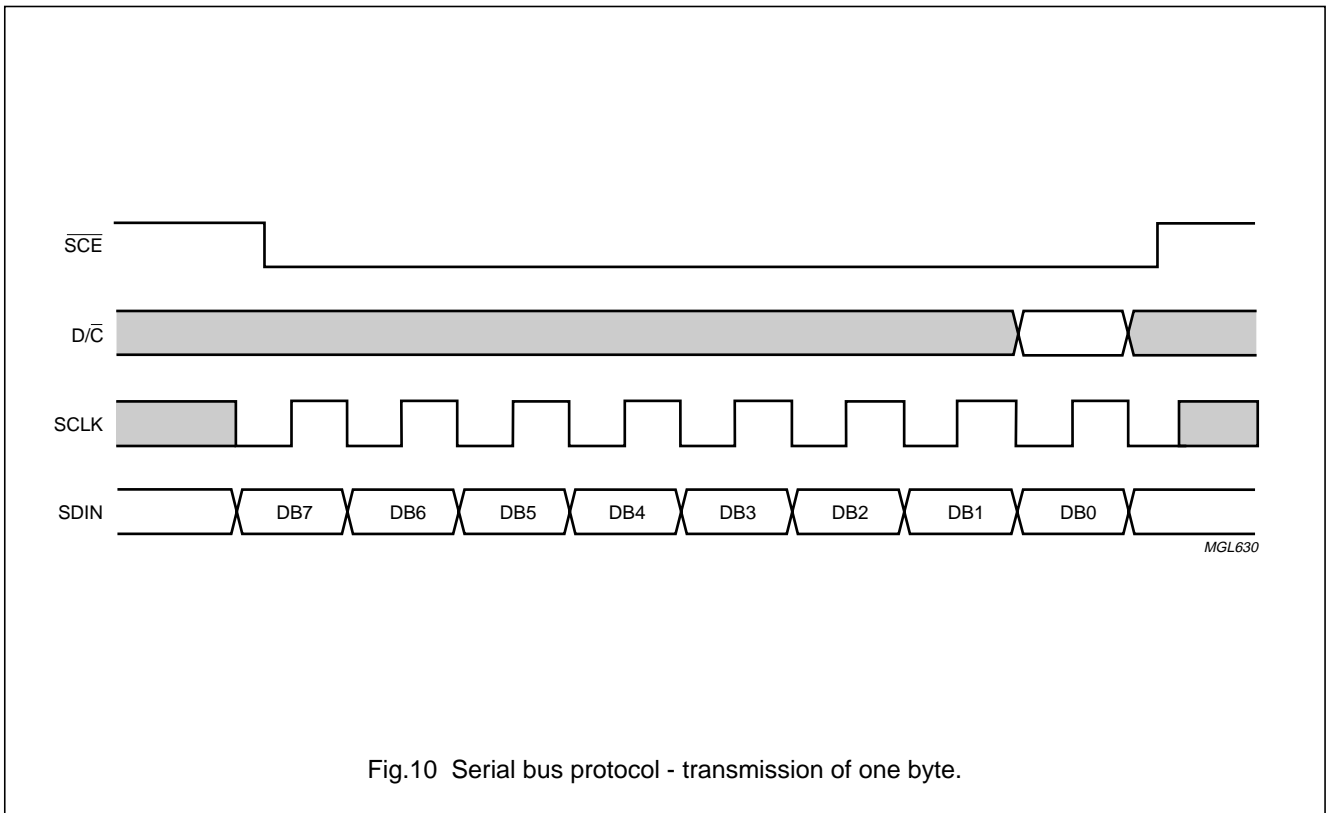 S̅C̅E̅
D/C̅
SCLK
SDIN DB7 DB6 DB5 DB4 DB3 DB2 DB1 DB0
MGL630
Fig.10 Serial bus protocol - transmission of one byte.